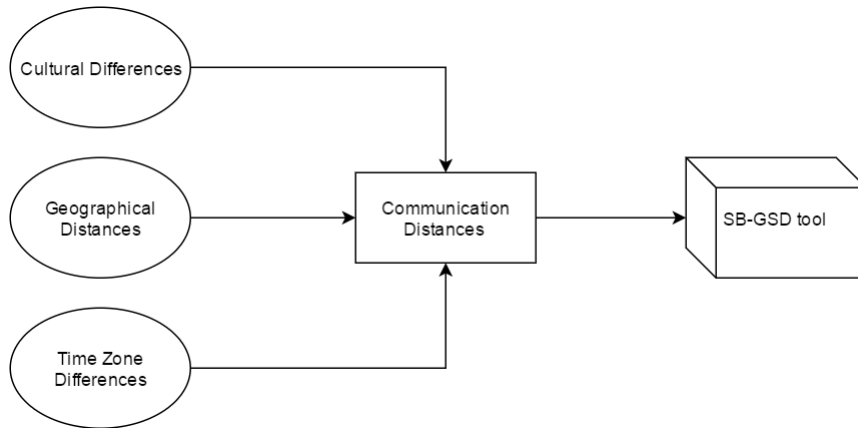 Cultural Differences
Geographical
Distances
Communication
Distances
SB-GSD tool
Time Zone
Differences